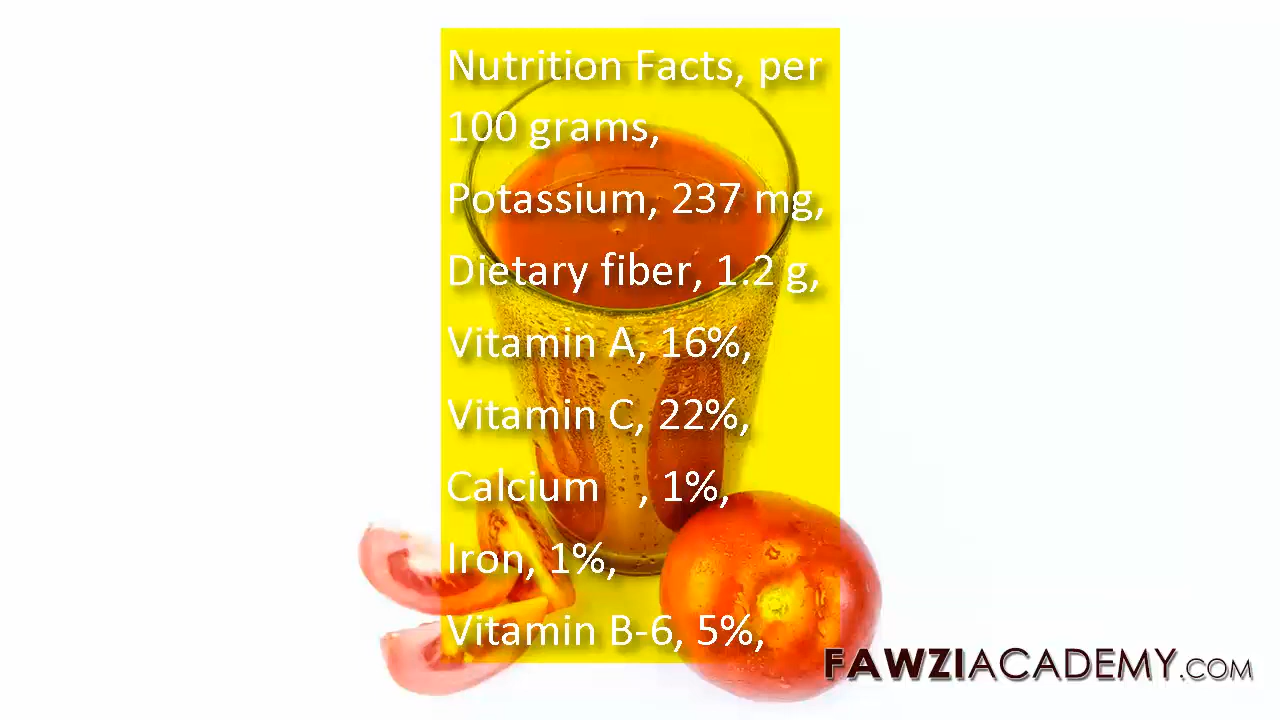 Nutrition Facts, per
100 grams,
Potassium, 237 mg,
Dietary fiber, 1.2 g,
Vitamin A, 16%,
Vitamin C, 22%,
Calcium   , 1%,
Iron, 1%,
Vitamin B-6, 5%,
FAWZIACADEMY.COM